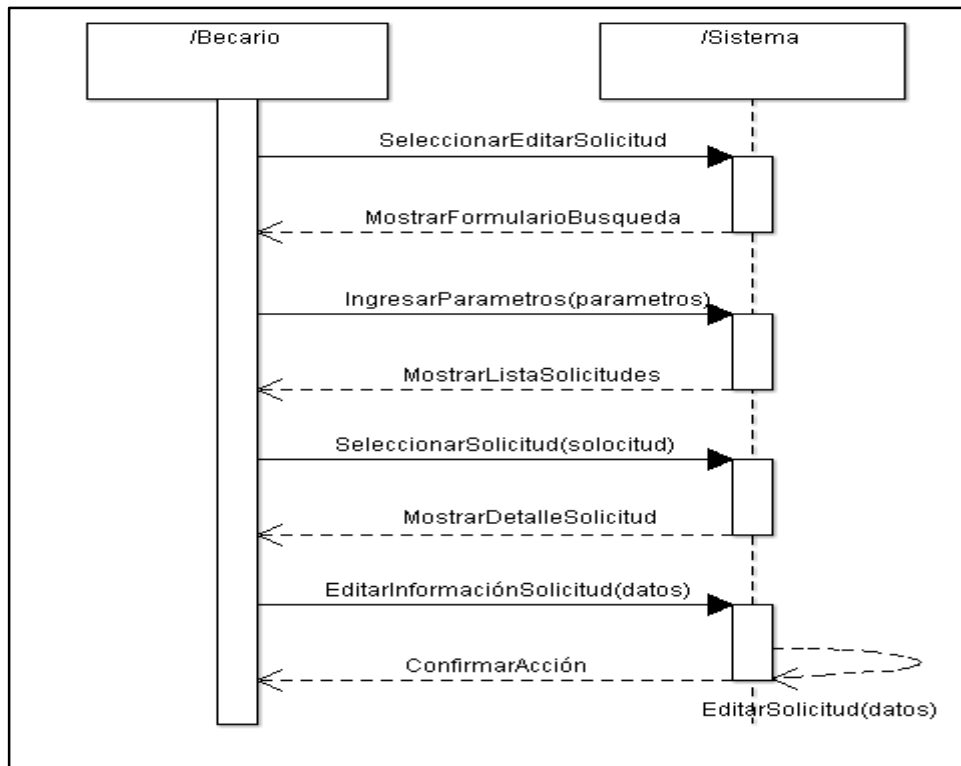 /Becario
/Sistema
SeleccionarEditarSolicitud
MostrarFormularioBusqueda
IngresarParametros(parametros)
MostrarListaSolicitudes
SeleccionarSolicitud(solocitud)
MostrarDetalleSolicitud
EditarInformaciónSolicitud(datos)
ConfirmarAcción
EditarSolicitud(datos)